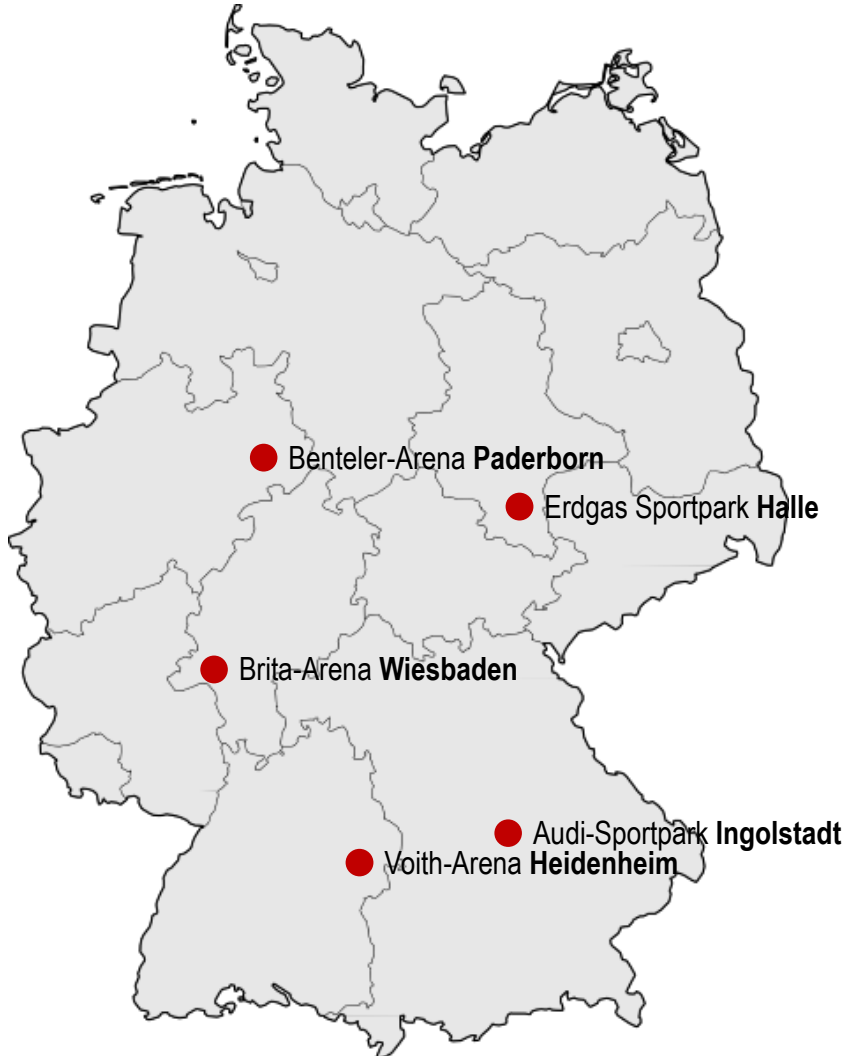 Benteler-Arena Paderborn
Erdgas Sportpark Halle
Brita-Arena Wiesbaden
Audi-Sportpark Ingolstadt
Voith-Arena Heidenheim